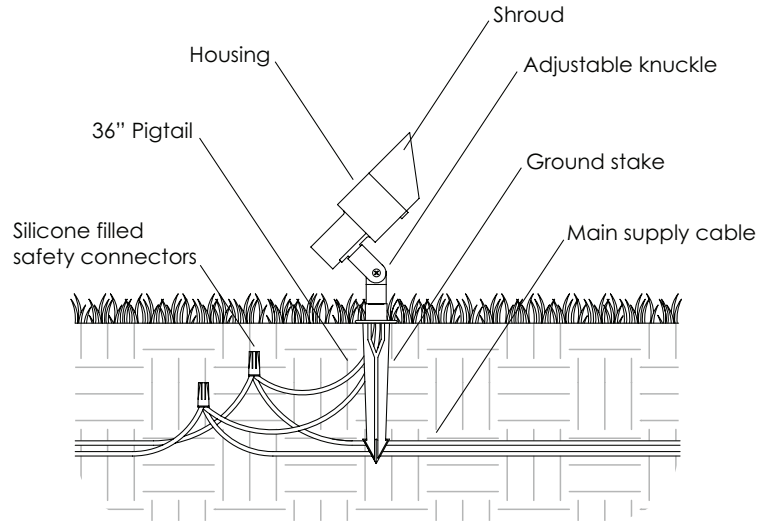 Shroud
Housing
Adjustable knuckle
36” Pigtail
Ground stake
Silicone filled
safety connectors
Main supply cable